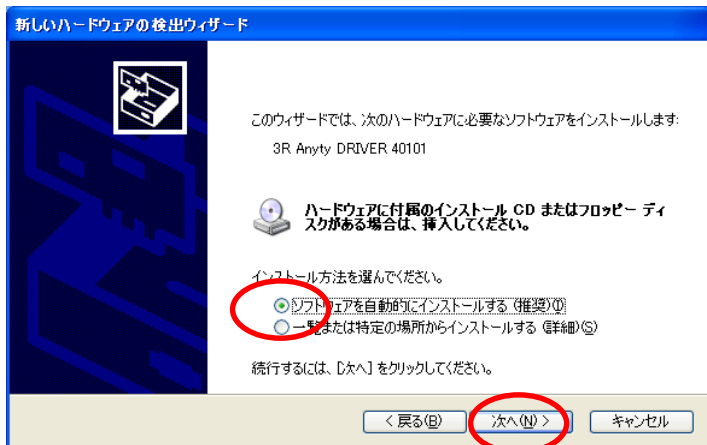 新しいハードウェアの検出ウィザード
このウィザードでは、次のハードウェアに必要なソフトウェアをインストールします:
3R Anyty DRIVER 40101
ハードウェアに付属のインストール CD またはフロッピー ディ
スクがある場合は、挿入してください。
インストール方法を選んでください。
ソフトウェアを自動的にインストールする (推奨)(I)
一覧または特定の場所からインストールする (詳細)(S)
続行するには、[次へ] をクリックしてください。
< 戻る(B) 次へ(N) > キャンセル